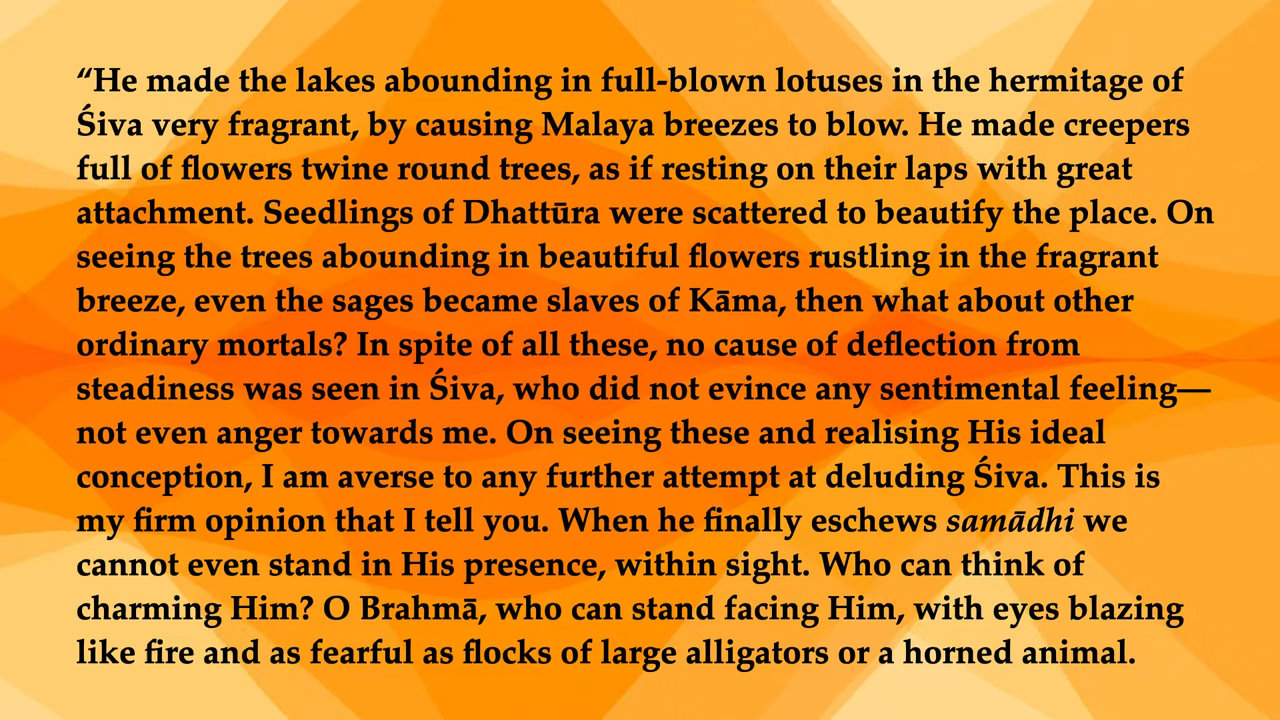 “He made the lakes abounding in full-blown lotuses in the hermitage of
Śiva very fragrant, by causing Malaya breezes to blow. He made creepers
full of flowers twine round trees, as if resting on their laps with great
attachment. Seedlings of Dhattūra were scattered to beautify the place. On
seeing the trees abounding in beautiful flowers rustling in the fragrant
breeze, even the sages became slaves of Kāma, then what about other
ordinary mortals? In spite of all these, no cause of deflection from
steadiness was seen in Śiva, who did not evince any sentimental feeling—
not even anger towards me. On seeing these and realising His ideal
conception, I am averse to any further attempt at deluding Śiva. This is
my firm opinion that I tell you. When he finally eschews samādhi we
cannot even stand in His presence, within sight. Who can think of
charming Him? O Brahmā, who can stand facing Him, with eyes blazing
like fire and as fearful as flocks of large alligators or a horned animal.